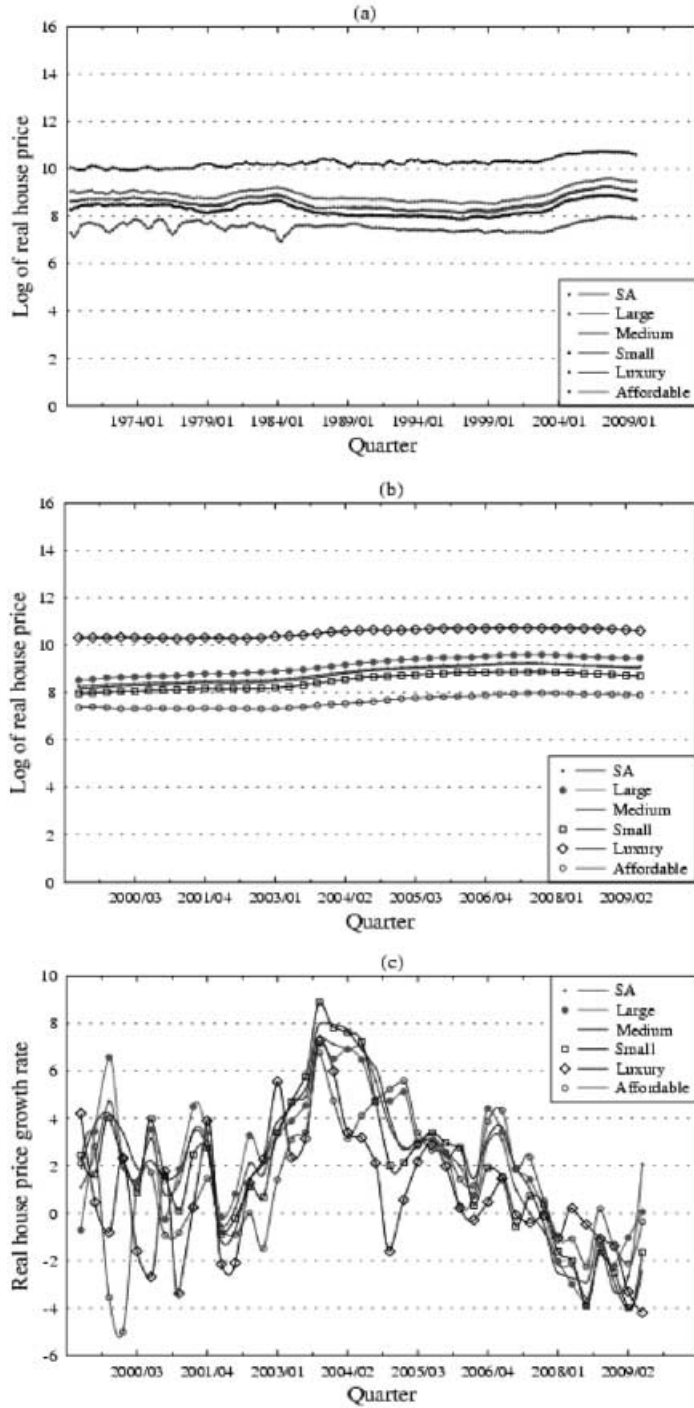 (a)
Log of real house price
16
14
12
10
8
6
4
2
0
SA
Large
Medium
Small
Luxury
Affordable
1974/01 1979/01 1984/01 1989/01 1994/01 1999/01 2004/01 2009/01
Quarter
(b)
Log of real house price
16
14
12
10
8
6
4
2
0
SA
Large
Medium
Small
Luxury
Affordable
2000/03 2001/04 2003/01 2004/02 2005/03 2006/04 2008/01 2009/02
Quarter
(c)
Real house price growth rate
10
8
6
4
2
0
-2
-4
-6
SA
Large
Medium
Small
Luxury
Affordable
2000/03 2001/04 2003/01 2004/02 2005/03 2006/04 2008/01 2009/02
Quarter